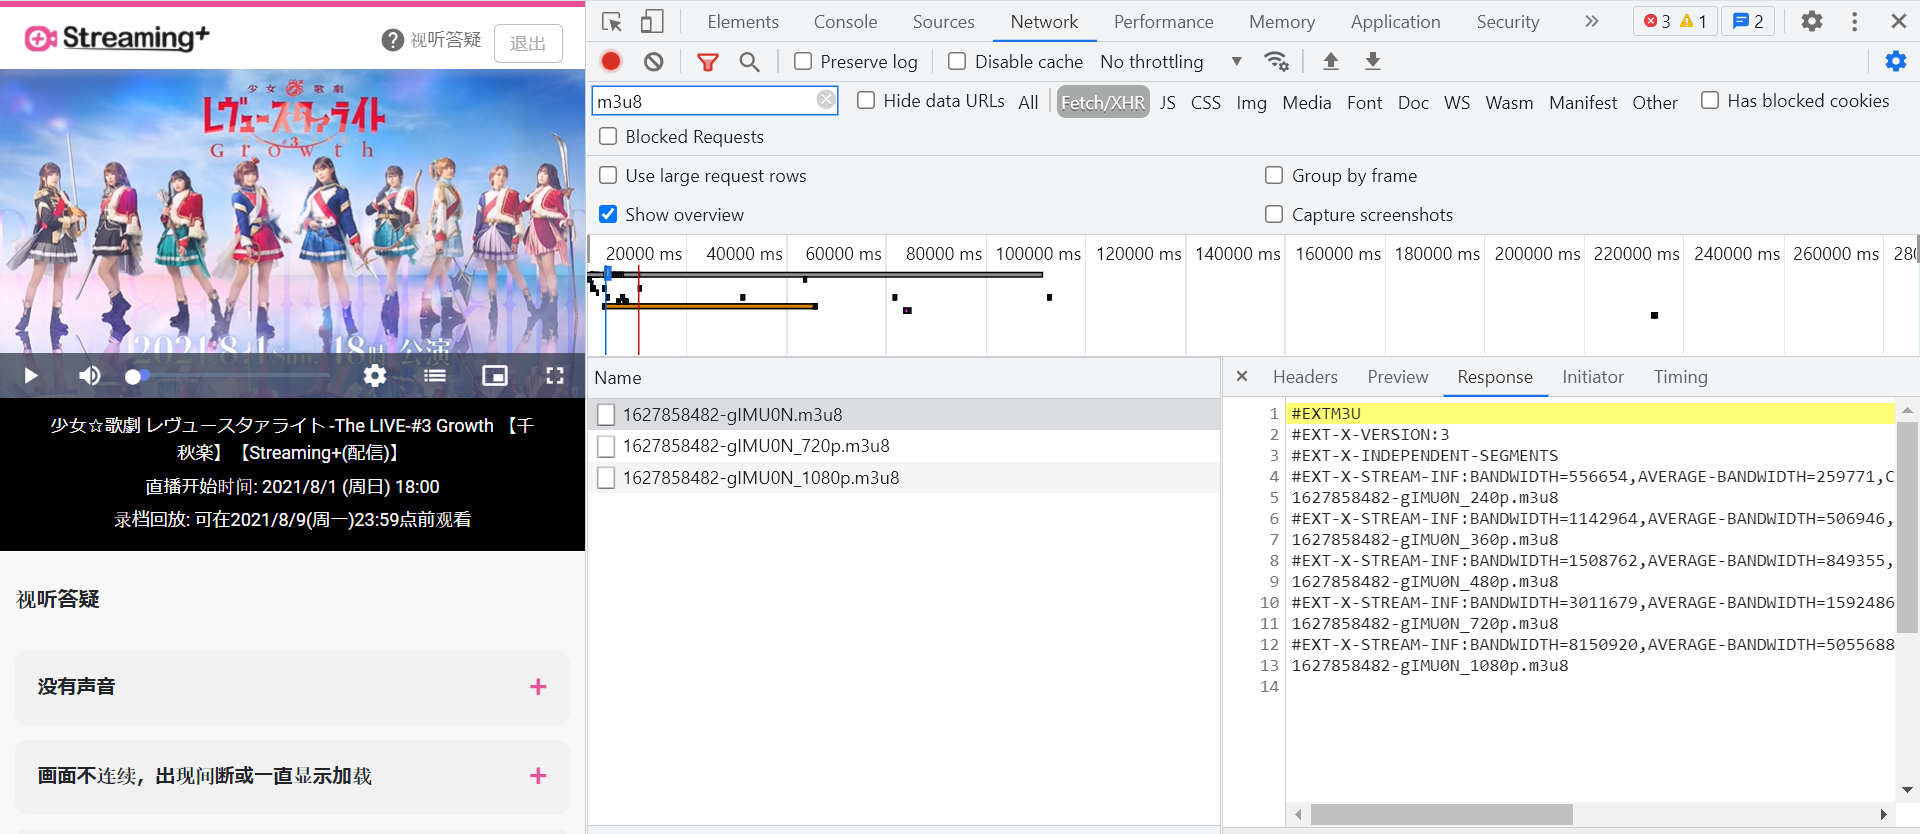 Streaming+
视听答疑
退出
少女☆歌劇
レヴュースタァライト
#3
Growth
2021.8.1 Sun. 18時 公演
少女☆歌劇 レヴュースタァライト -The LIVE-#3 Growth 【千
秋楽】【Streaming+(配信)】
直播开始时间: 2021/8/1 (周日) 18:00
录档回放: 可在2021/8/9(周一)23:59点前观看
视听答疑
没有声音
+
画面不连续，出现间断或一直显示加载
+
Elements Console Sources Network Performance Memory Application Security » 3 1 2
Preserve log Disable cache No throttling
m3u8 Hide data URLs All Fetch/XHR JS CSS Img Media Font Doc WS Wasm Manifest Other Has blocked cookies
Blocked Requests
Use large request rows Group by frame
Show overview Capture screenshots
20000 ms 40000 ms 60000 ms 80000 ms 100000 ms 120000 ms 140000 ms 160000 ms 180000 ms 200000 ms 220000 ms 240000 ms 260000 ms 280
Name
1627858482-gIMU0N.m3u8
1627858482-gIMU0N_720p.m3u8
1627858482-gIMU0N_1080p.m3u8
× Headers Preview Response Initiator Timing
1 #EXTM3U
2 #EXT-X-VERSION:3
3 #EXT-X-INDEPENDENT-SEGMENTS
4 #EXT-X-STREAM-INF:BANDWIDTH=556654,AVERAGE-BANDWIDTH=259771,C
5 1627858482-gIMU0N_240p.m3u8
6 #EXT-X-STREAM-INF:BANDWIDTH=1142964,AVERAGE-BANDWIDTH=506946,
7 1627858482-gIMU0N_360p.m3u8
8 #EXT-X-STREAM-INF:BANDWIDTH=1508762,AVERAGE-BANDWIDTH=849355,
9 1627858482-gIMU0N_480p.m3u8
10 #EXT-X-STREAM-INF:BANDWIDTH=3011679,AVERAGE-BANDWIDTH=1592486
11 1627858482-gIMU0N_720p.m3u8
12 #EXT-X-STREAM-INF:BANDWIDTH=8150920,AVERAGE-BANDWIDTH=5055688
13 1627858482-gIMU0N_1080p.m3u8
14